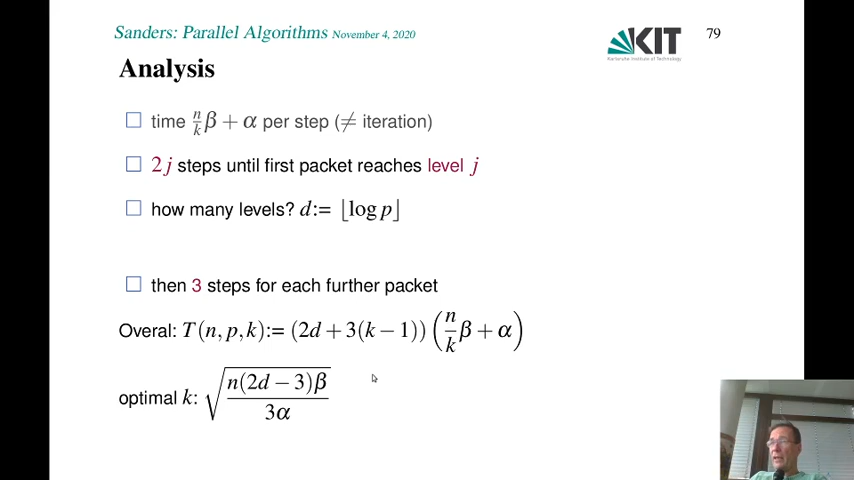 Sanders: Parallel Algorithms November 4, 2020
KIT
Karlsruhe Institute of Technology
79
Analysis
time n/k β + α per step (≠ iteration)
2j steps until first packet reaches level j
how many levels? d:= ⌊log p⌋
then 3 steps for each further packet
Overal: T(n, p, k):= (2d + 3(k − 1)) (n/k β + α)
optimal k: √(n(2d − 3)β / 3α)